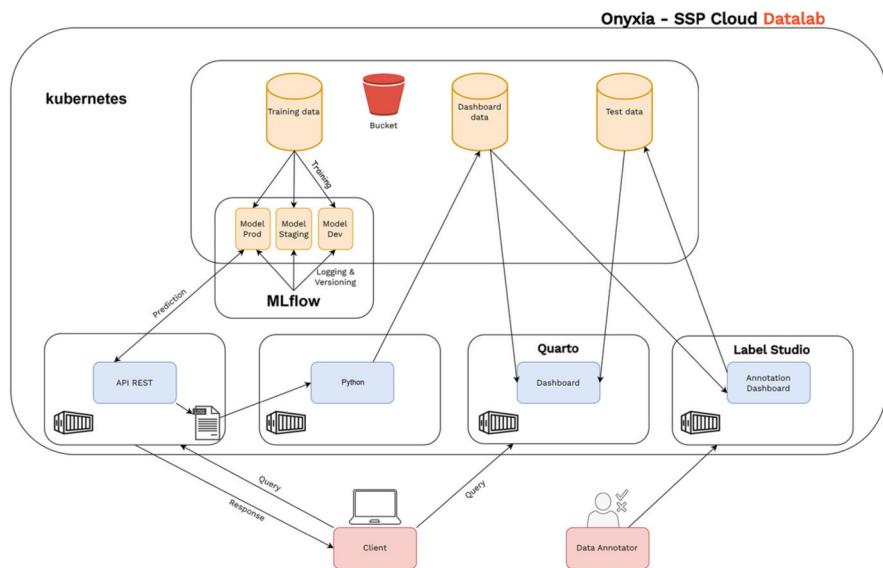 Onyxia - SSP Cloud Datalab
kubernetes
Training data
Bucket
Dashboard
data
Test data
Training
Model
Prod
Model
Staging
Model
Dev
Logging &
Versioning
MLflow
Prediction
API REST
Python
Quarto
Dashboard
Label Studio
Annotation
Dashboard
Query
Response
Query
Client
Data Annotator